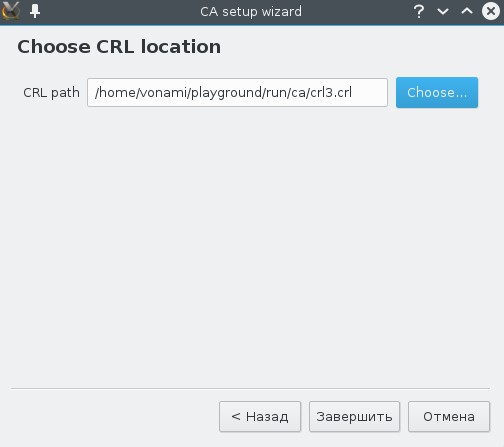 CA setup wizard
Choose CRL location
CRL path /home/vonami/playground/run/ca/crl3.crl Choose...
< Назад Завершить Отмена